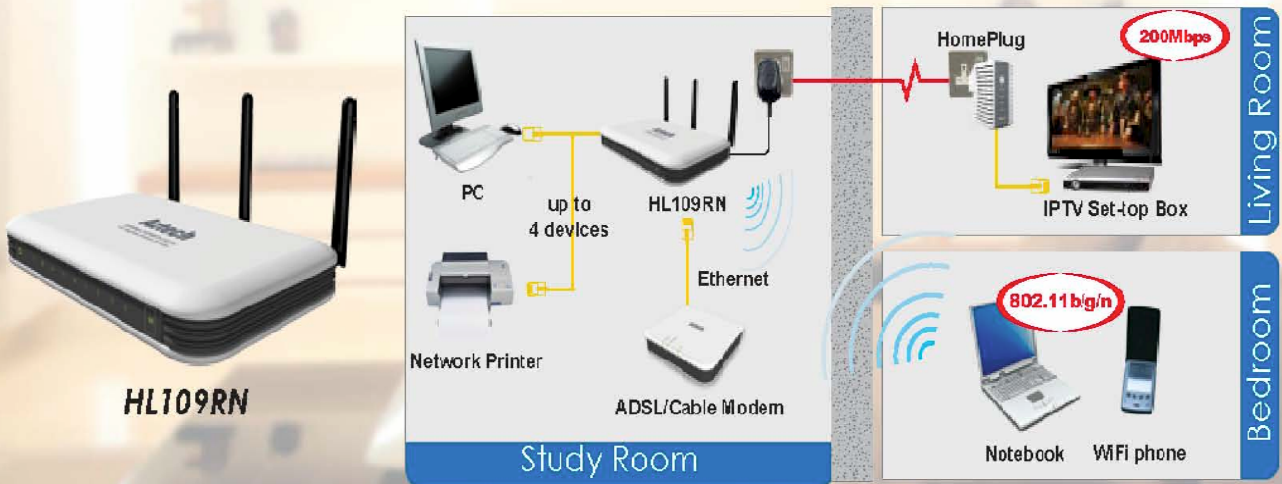 Aztech
HL109RN
PC
up to
4 devices
HL109RN
Ethernet
Network Printer
ADSL/Cable Modem
Study Room
HomePlug
200Mbps
IPTV Set-top Box
Living Room
802.11b/g/n
Notebook
WiFi phone
Bedroom